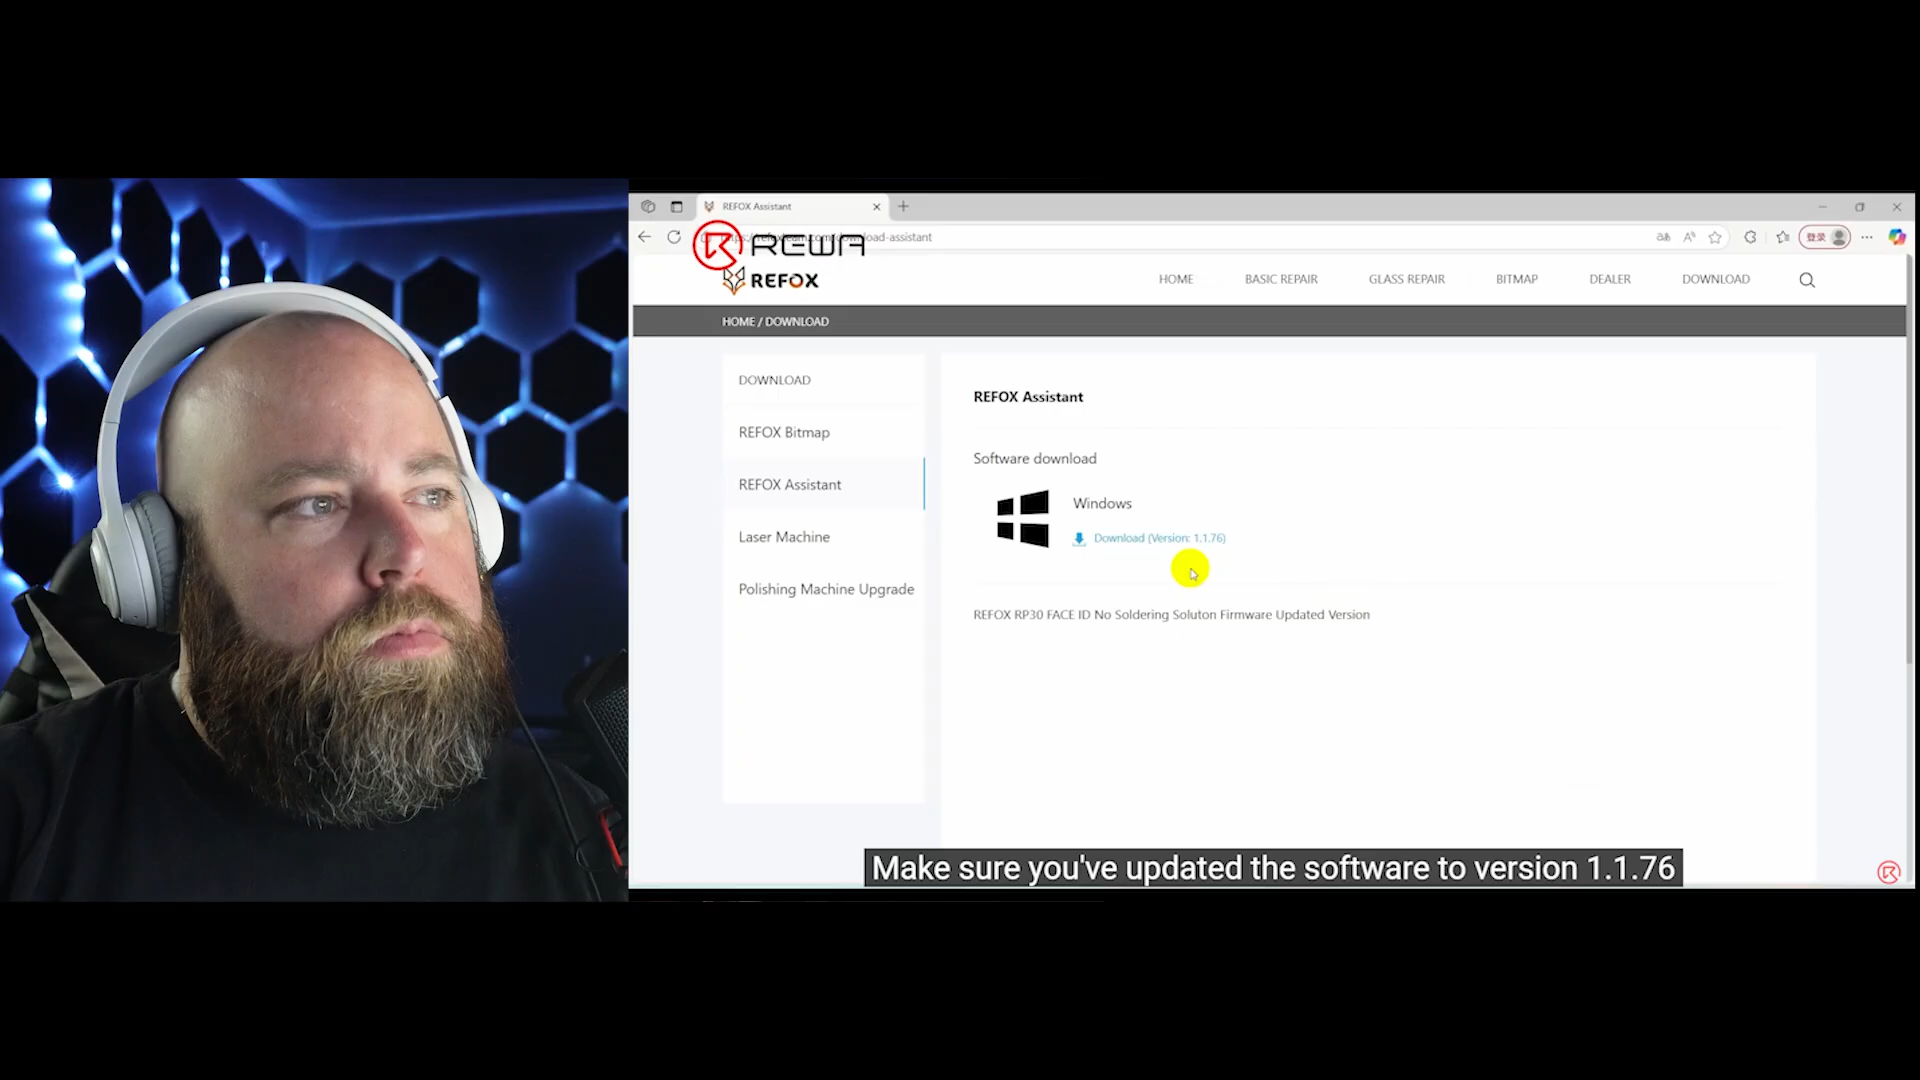 REFOX Assistant
REWA
REFOX
HOME BASIC REPAIR GLASS REPAIR BITMAP DEALER DOWNLOAD
登录
HOME / DOWNLOAD
DOWNLOAD
REFOX Bitmap
REFOX Assistant
Laser Machine
Polishing Machine Upgrade
REFOX Assistant
Software download
Windows
Download (Version: 1.1.76)
REFOX RP30 FACE ID No Soldering Soluton Firmware Updated Version
Make sure you've updated the software to version 1.1.76